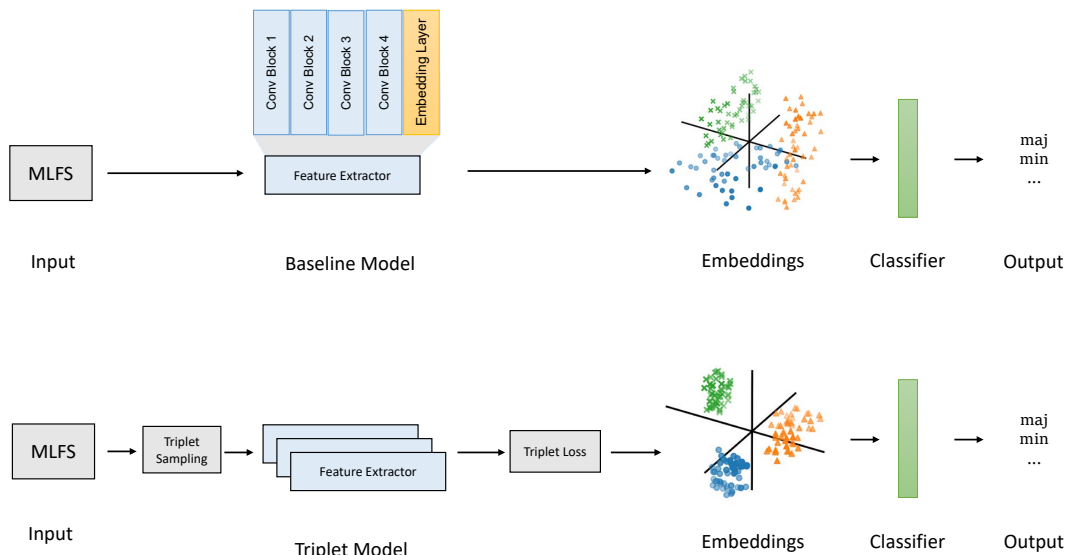 Conv Block 1
Conv Block 2
Conv Block 3
Conv Block 4
Embedding Layer
MLFS
Feature Extractor
maj
min
...
Input
Baseline Model
Embeddings
Classifier
Output
MLFS
Triplet
Sampling
Feature Extractor
Triplet Loss
maj
min
...
Input
Triplet Model
Embeddings
Classifier
Output